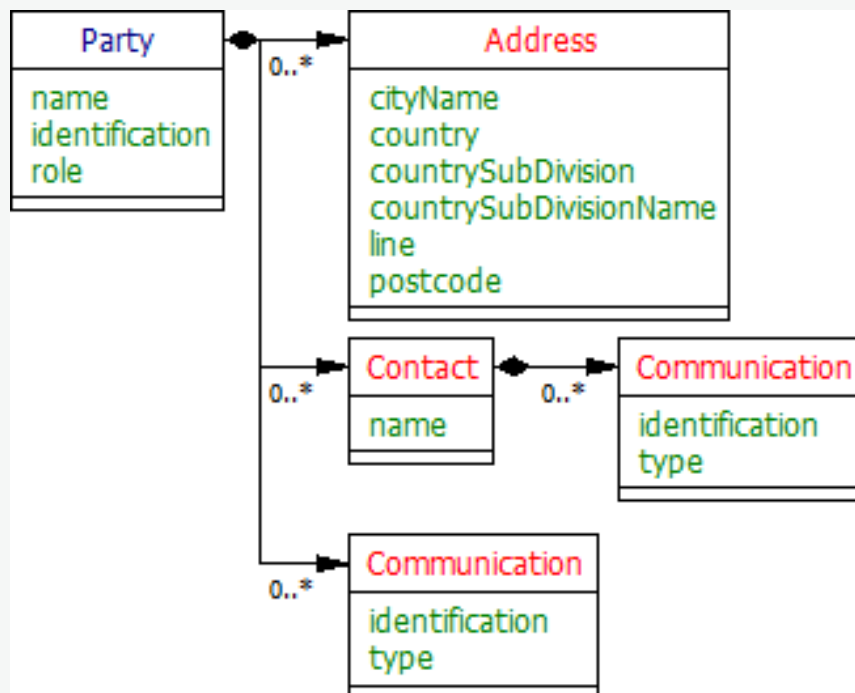 Party
name
identification
role
0..*
Address
cityName
country
countrySubDivision
countrySubDivisionName
line
postcode
0..*
Contact
name
0..*
Communication
identification
type
0..*
Communication
identification
type